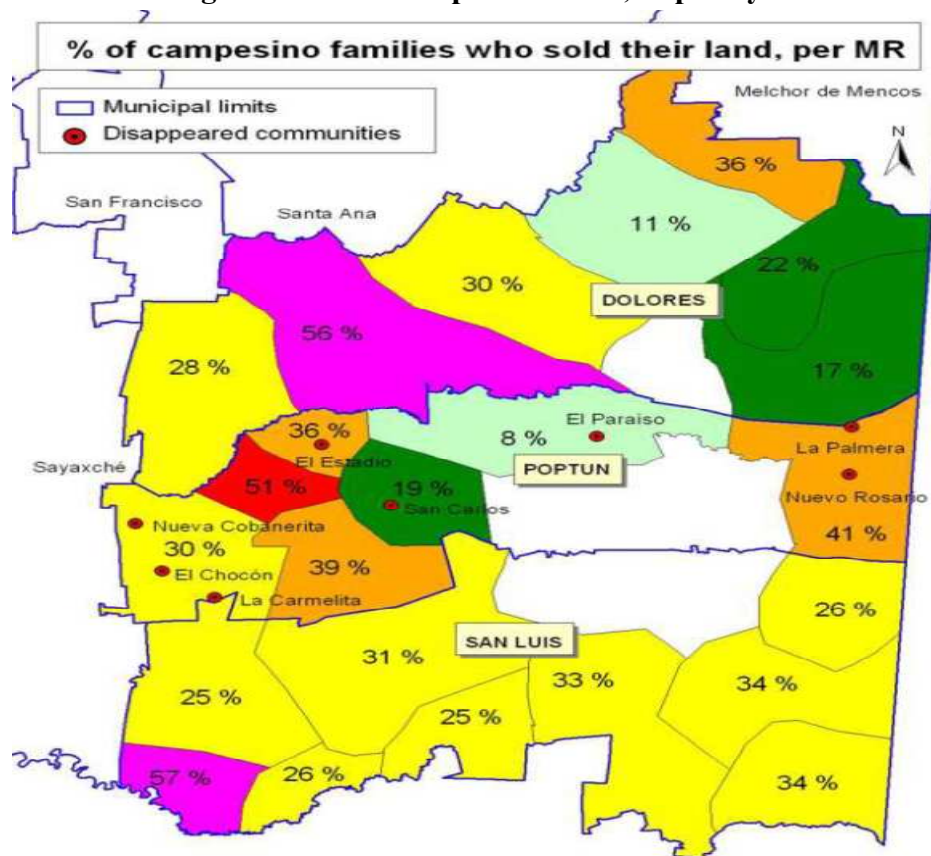 % of campesino families who sold their land, per MR
Municipal limits
Disappeared communities
Melchor de Mencos
N
36 %
San Francisco
Santa Ana
11 %
22 %
30 %
DOLORES
56 %
28 %
17 %
El Paraiso
36 %
8 %
La Palmera
El Estadio
Sayaxché
POPTUN
51 %
19 %
Nuevo Rosario
San Carlos
Nueva Cobanerita
41 %
30 %
39 %
El Chocón
La Carmelita
26 %
SAN LUIS
31 %
33 %
34 %
25 %
25 %
57 %
26 %
34 %